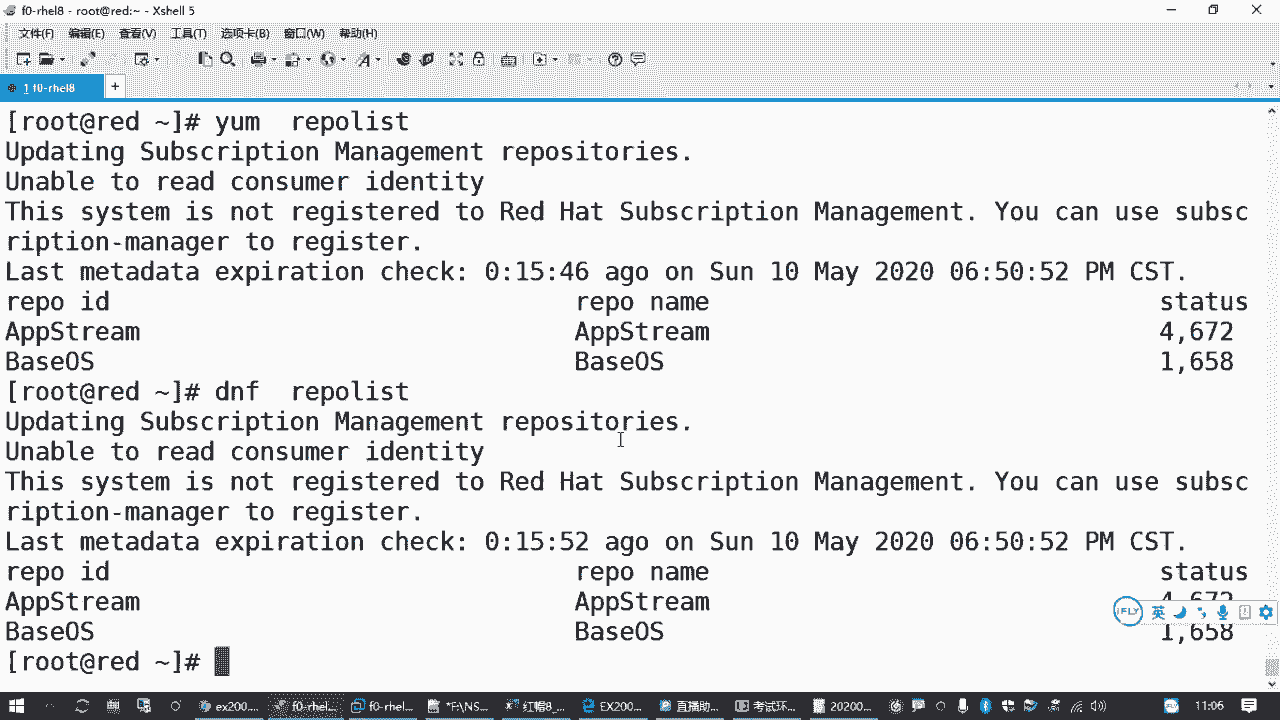 f0-rhel8 - root@red:~ - Xshell 5
文件(F) 编辑(E) 查看(V) 工具(T) 选项卡(B) 窗口(W) 帮助(H)
1 f0-rhel8 +
[root@red ~]# yum  repolist
Updating Subscription Management repositories.
Unable to read consumer identity
This system is not registered to Red Hat Subscription Management. You can use subsc
ription-manager to register.
Last metadata expiration check: 0:15:46 ago on Sun 10 May 2020 06:50:52 PM CST.
repo id repo name status
AppStream AppStream 4,672
BaseOS BaseOS 1,658
[root@red ~]# dnf  repolist
Updating Subscription Management repositories.
Unable to read consumer identity
This system is not registered to Red Hat Subscription Management. You can use subsc
ription-manager to register.
Last metadata expiration check: 0:15:52 ago on Sun 10 May 2020 06:50:52 PM CST.
repo id repo name status
AppStream AppStream 4,672
iFLY 英
BaseOS BaseOS 1,658
[root@red ~]#
ex200.... f0-rhel... f0-rhel... *F:\NS... 红帽8_... EX200... 直播助... 考试环... 20200... iFLY 11:06